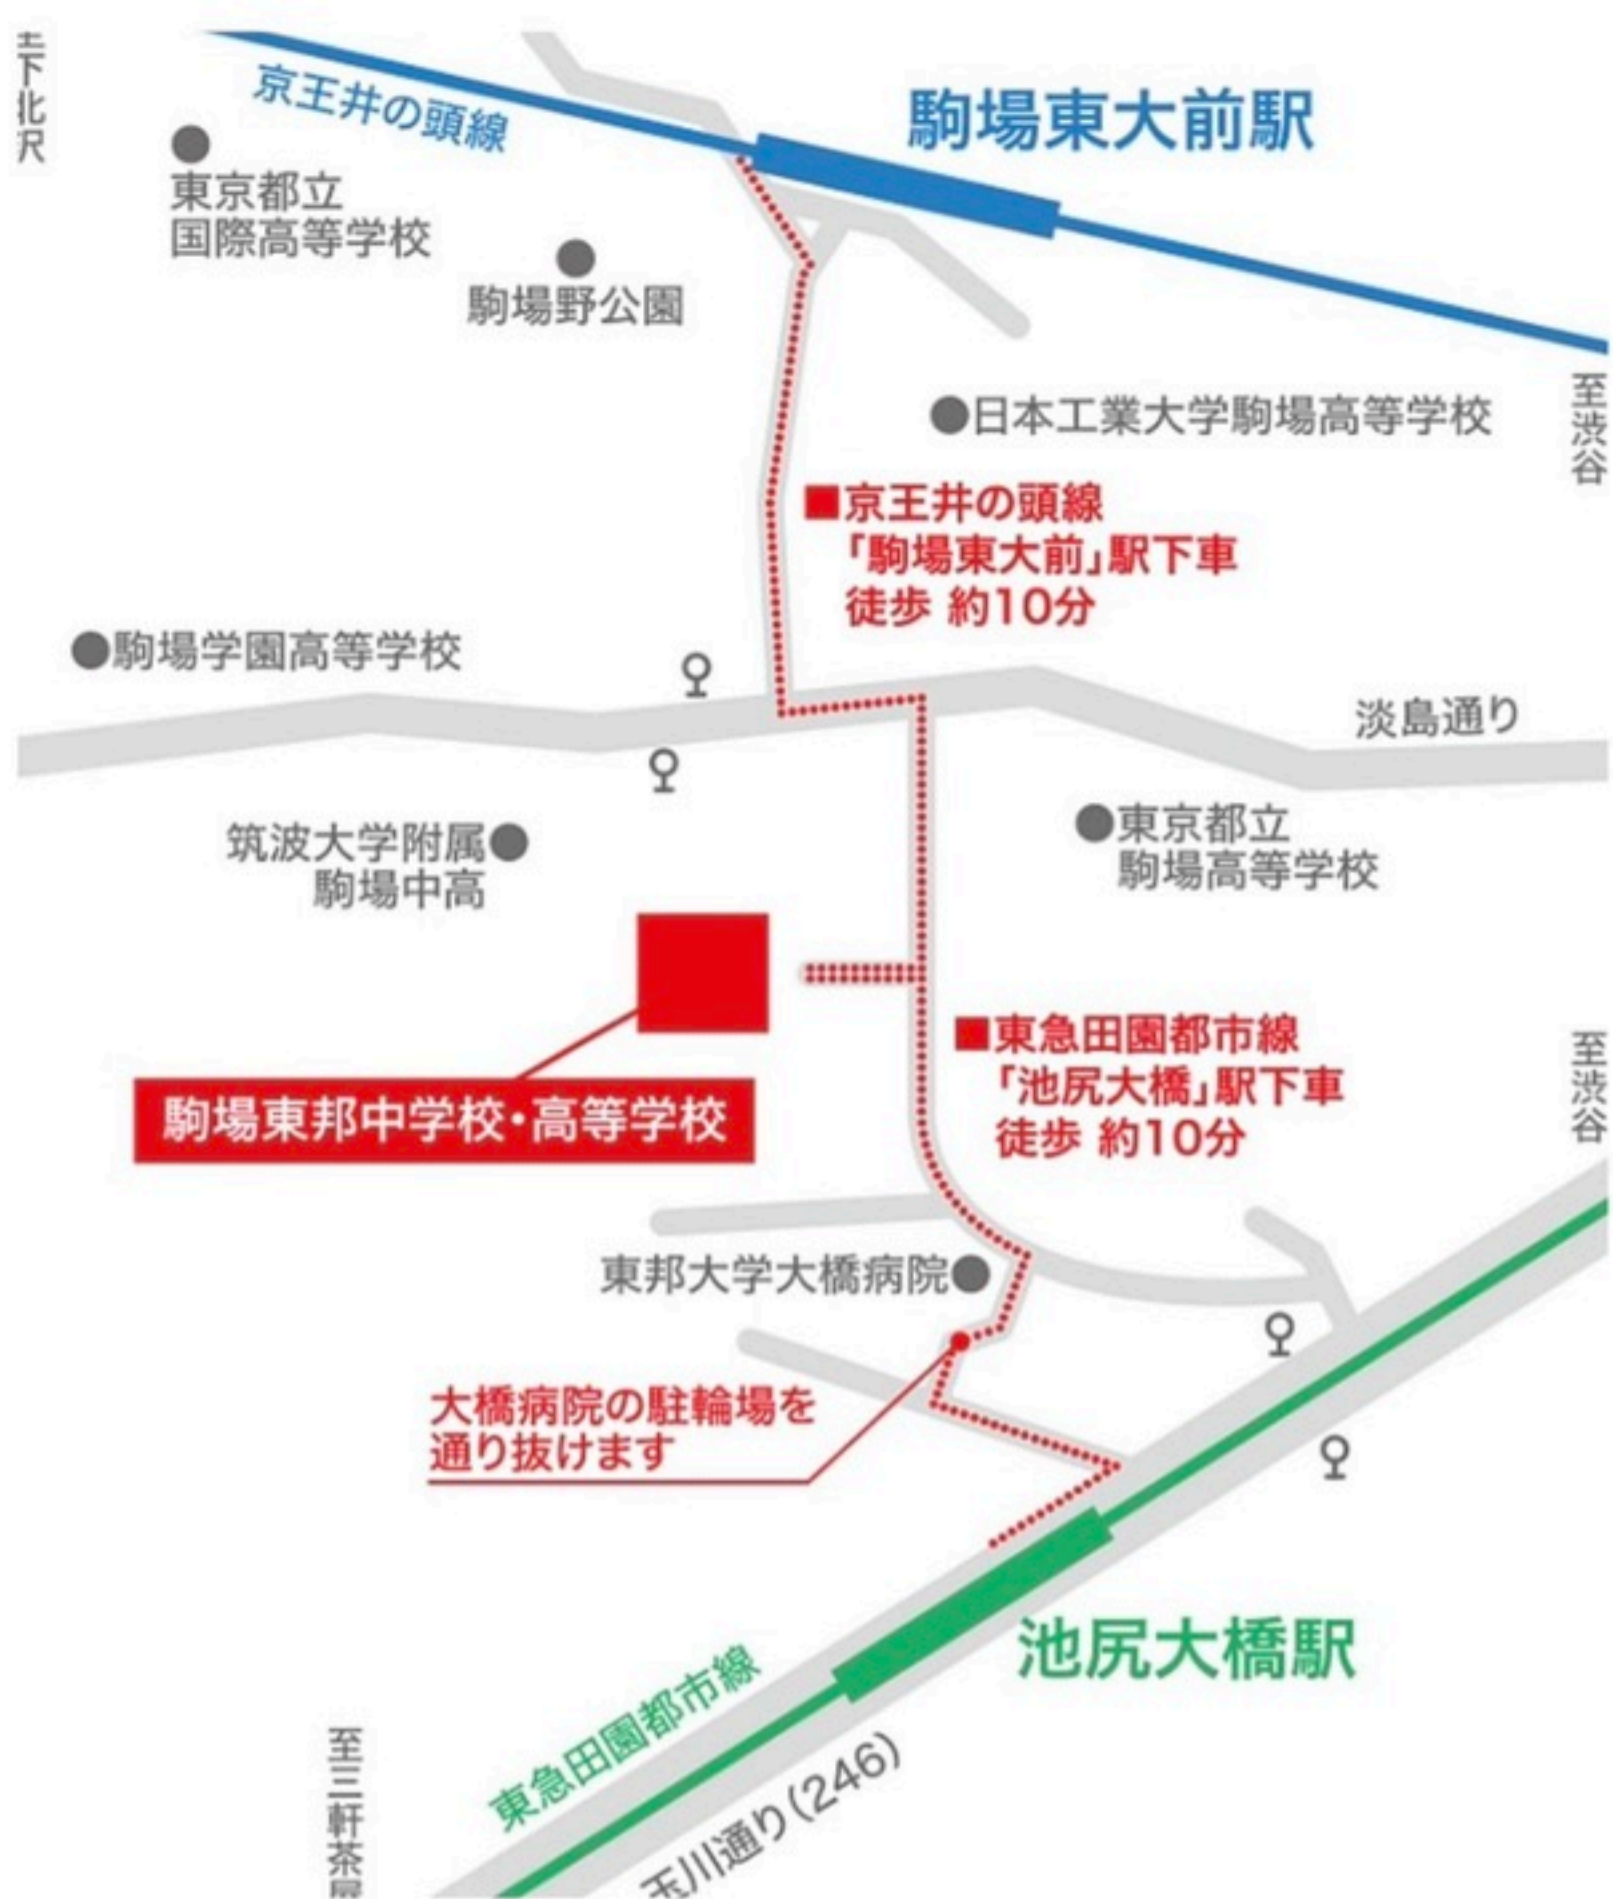 至下北沢
京王井の頭線
駒場東大前駅
東京都立
国際高等学校
駒場野公園
至渋谷
日本工業大学駒場高等学校
■京王井の頭線
「駒場東大前」駅下車
徒歩 約10分
駒場学園高等学校
淡島通り
筑波大学附属
駒場中高
東京都立
駒場高等学校
■東急田園都市線
「池尻大橋」駅下車
徒歩 約10分
至渋谷
駒場東邦中学校・高等学校
東邦大学大橋病院
大橋病院の駐輪場を
通り抜けます
池尻大橋駅
東急田園都市線
玉川通り(246)
至三軒茶屋